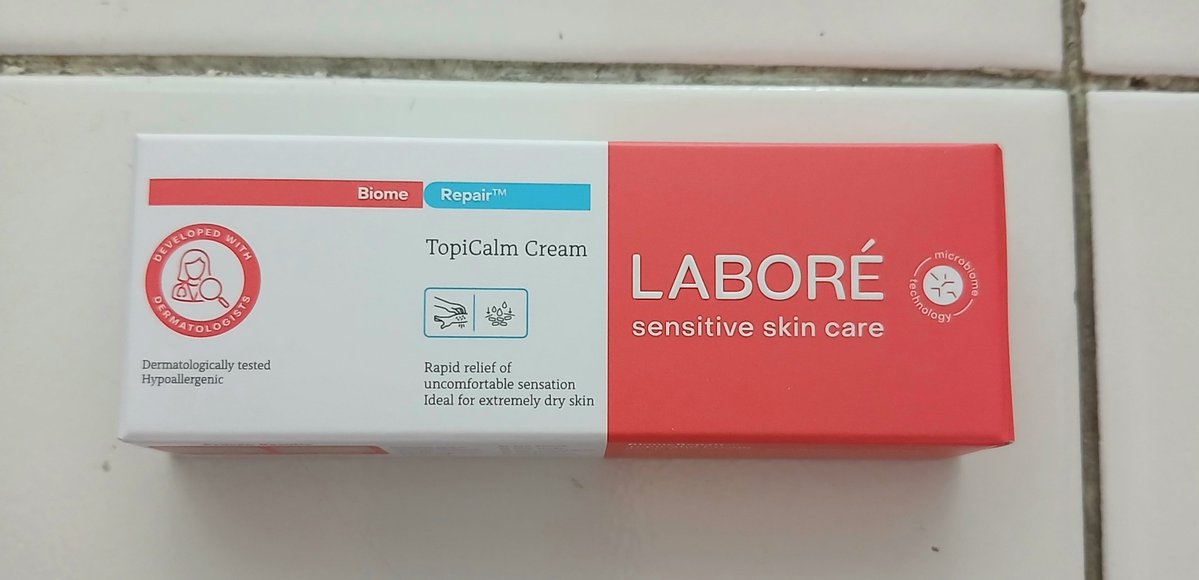 Biome Repair™
DEVELOPED WITH
DERMATOLOGISTS
Dermatologically tested
Hypoallergenic
TopiCalm Cream
Rapid relief of
uncomfortable sensation
Ideal for extremely dry skin
LABORÉ
sensitive skin care
microbiome
technology